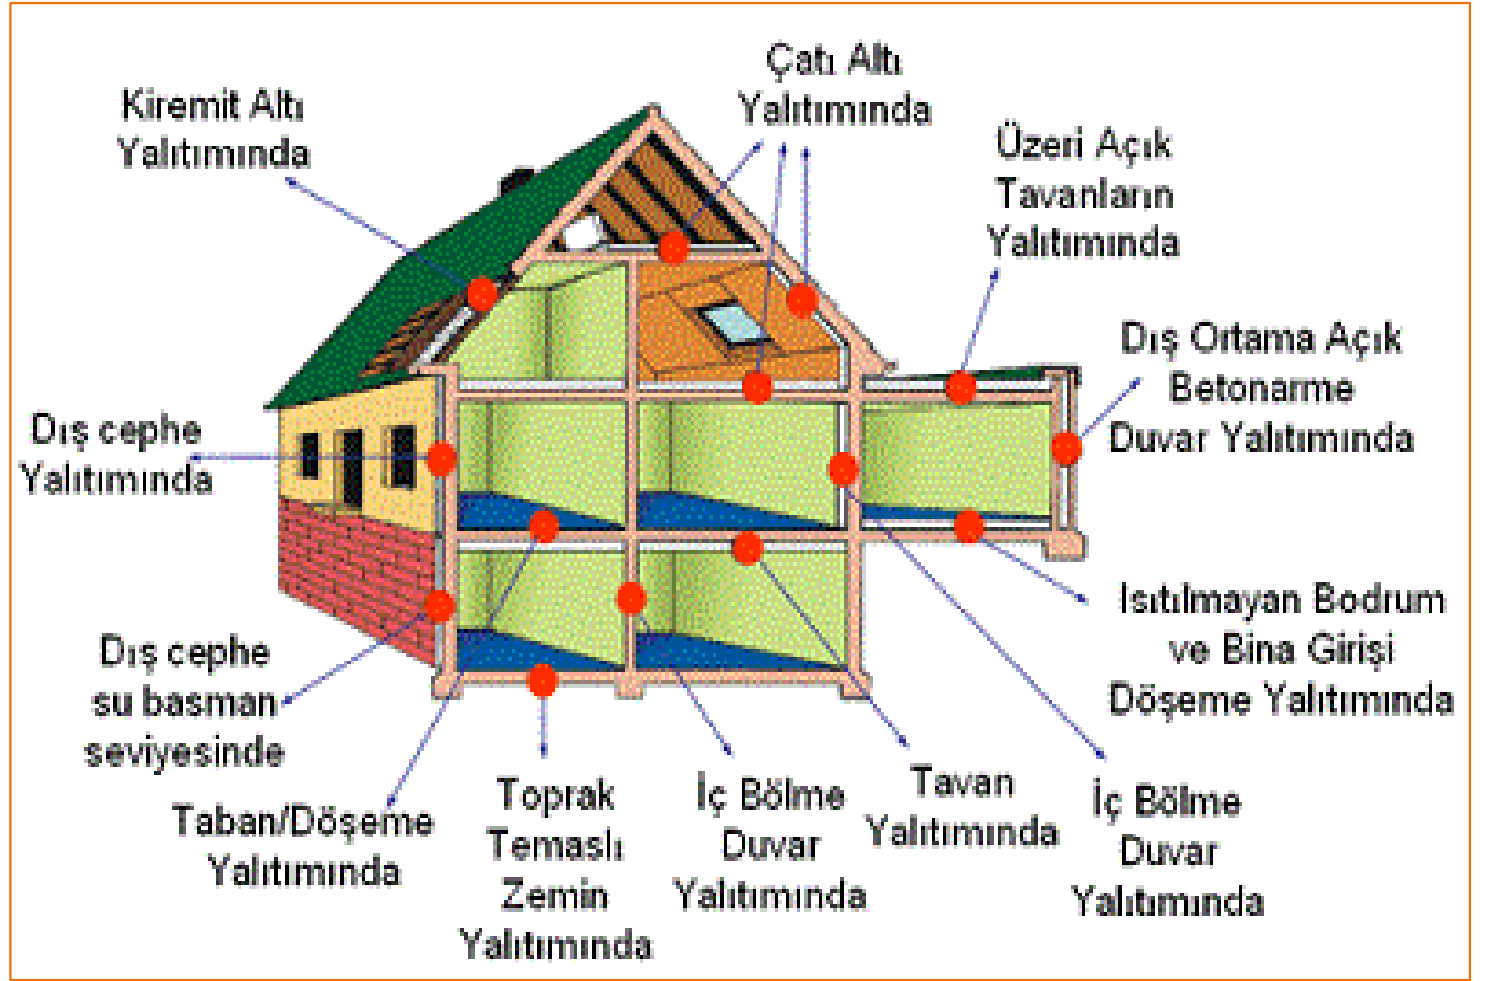 Çatı Altı
Yalıtımında
Kiremit Altı
Yalıtımında
Üzeri Açık
Tavanların
Yalıtımında
Dış Ortama Açık
Betonarme
Duvar Yalıtımında
Dış cephe
Yalıtımında
Isıtılmayan Bodrum
ve Bina Girişi
Döşeme Yalıtımında
Dış cephe
su basman
seviyesinde
Taban/Döşeme
Yalıtımında
Toprak
Temaslı
Zemin
Yalıtımında
İç Bölme
Duvar
Yalıtımında
Tavan
Yalıtımında
İç Bölme
Duvar
Yalıtımında